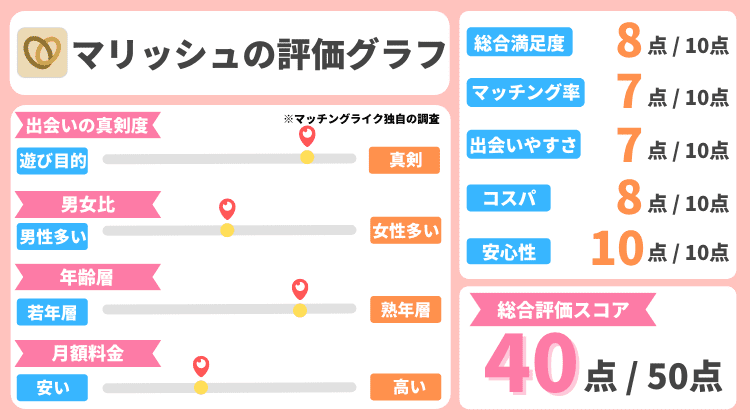 マリッシュの評価グラフ
※マッチングライク独自の調査
出会いの真剣度
遊び目的
真剣
男女比
男性多い
女性多い
年齢層
若年層
熟年層
月額料金
安い
高い
総合満足度 8点 / 10点
マッチング率 7点 / 10点
出会いやすさ 7点 / 10点
コスパ 8点 / 10点
安心性 10点 / 10点
総合評価スコア
40点 / 50点